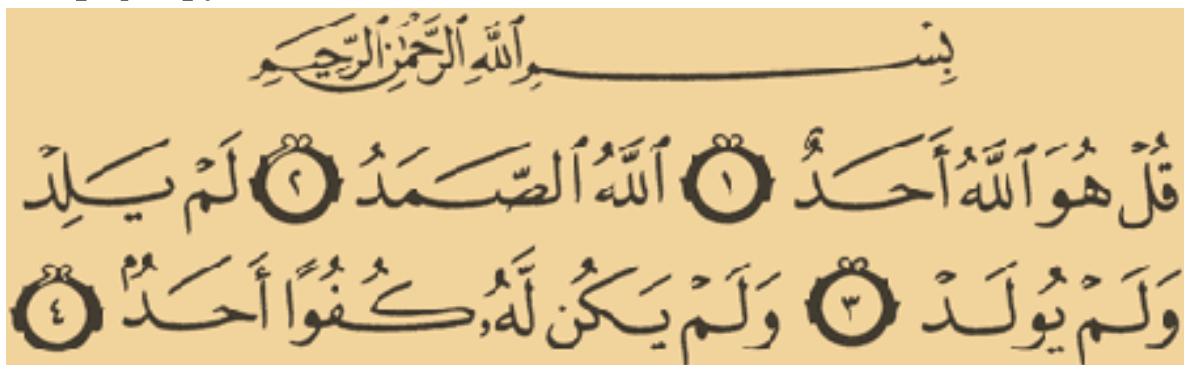 بِسْمِ ٱللَّهِ ٱلرَّحْمَٰنِ ٱلرَّحِيمِ
قُلْ هُوَ ٱللَّهُ أَحَدٌ ١ ٱللَّهُ ٱلصَّمَدُ ٢ لَمْ يَلِدْ
وَلَمْ يُولَدْ ٣ وَلَمْ يَكُن لَّهُۥ كُفُوًا أَحَدٌۢ ٤